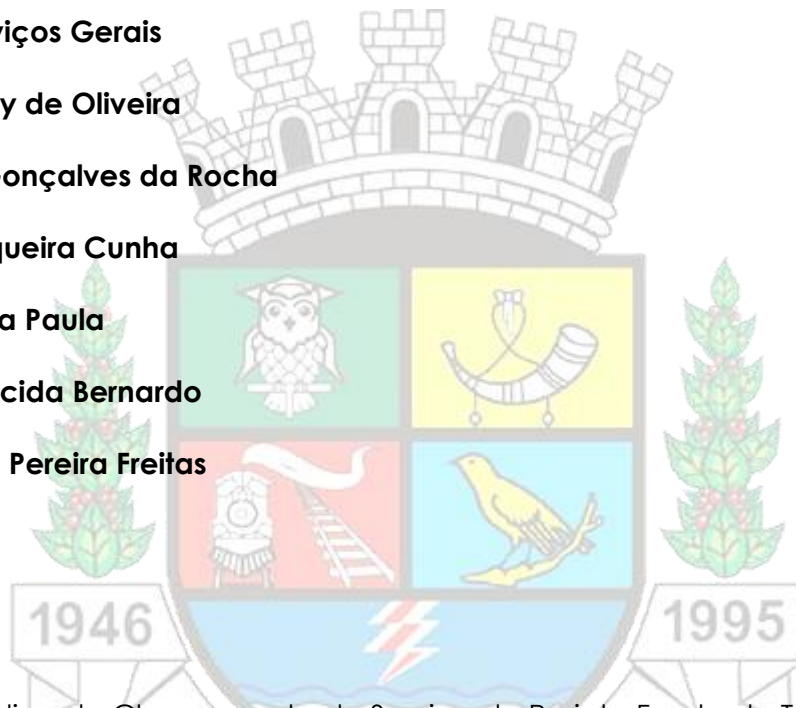 viços Gerais
y de Oliveira
onçalves da Rocha
queira Cunha
a Paula
cida Bernardo
Pereira Freitas
1946
1995